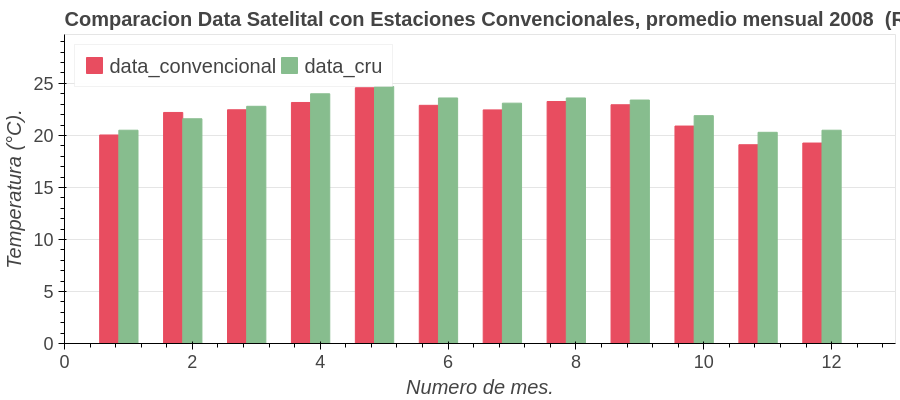 Comparacion Data Satelital con Estaciones Convencionales, promedio mensual 2008 (R
data_convencional data_cru
Temperatura (°C).
25
20
15
10
5
0
0 2 4 6 8 10 12
Numero de mes.